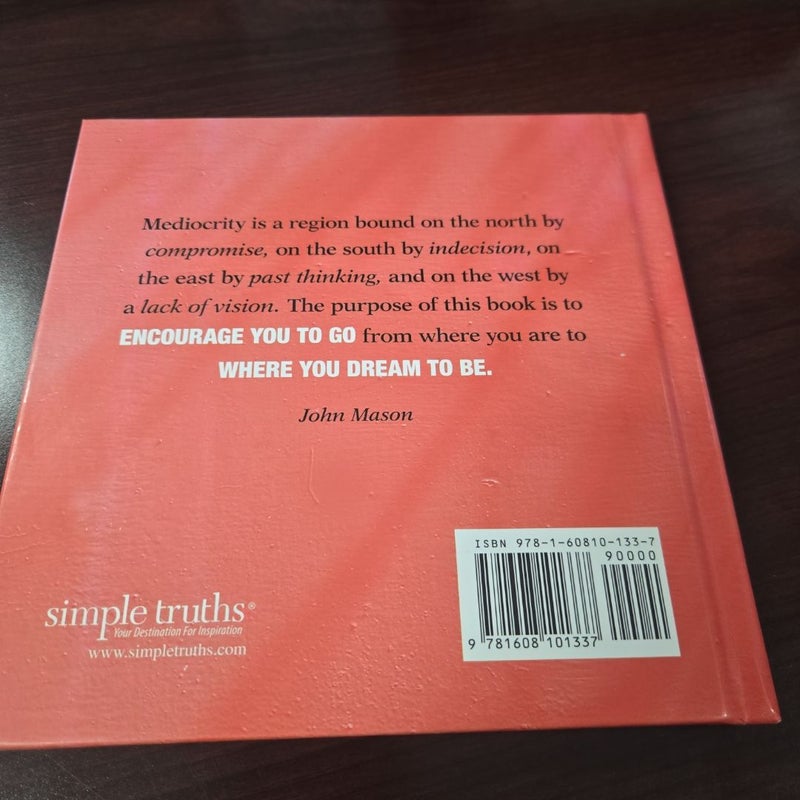 Mediocrity is a region bound on the north by
compromise, on the south by indecision, on
the east by past thinking, and on the west by
a lack of vision. The purpose of this book is to
ENCOURAGE YOU TO GO from where you are to
WHERE YOU DREAM TO BE.
John Mason
simple truths®
Your Destination For Inspiration
www.simpletruths.com
ISBN 978-1-60810-133-7
90000
9 781608 101337